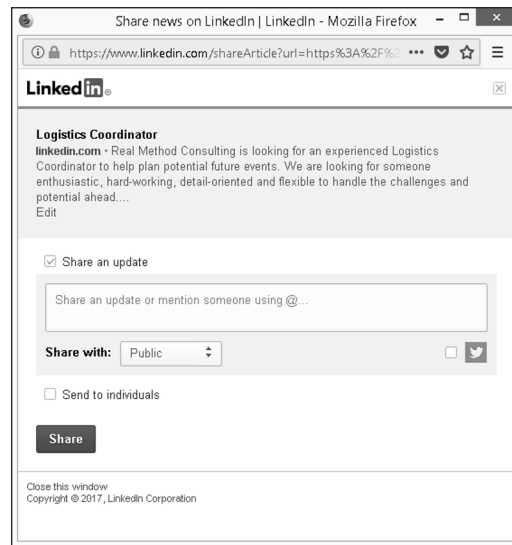 Share news on LinkedIn | LinkedIn - Mozilla Firefox
https://www.linkedin.com/shareArticle?url=https%3A%2F%2
Linked in®
Logistics Coordinator
linkedin.com - Real Method Consulting is looking for an experienced Logistics
Coordinator to help plan potential future events. We are looking for someone
enthusiastic, hard-working, detail-oriented and flexible to handle the challenges and
potential ahead....
Edit
Share an update
Share an update or mention someone using @...
Share with: Public
Send to individuals
Share
Close this window
Copyright © 2017, LinkedIn Corporation